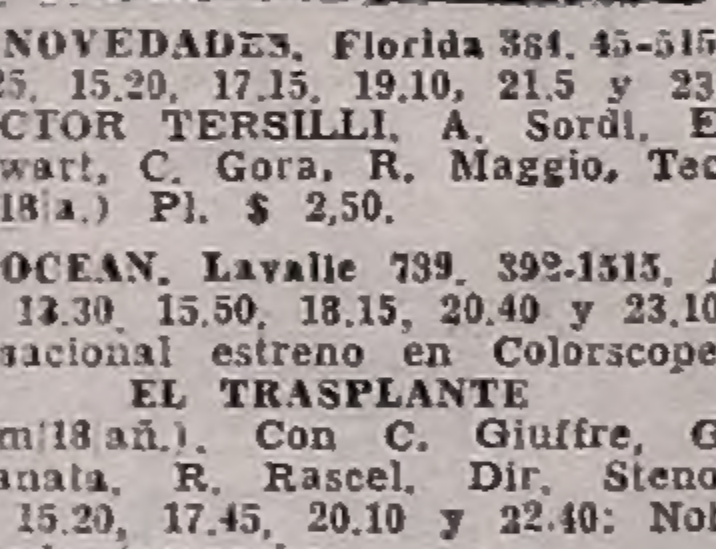 NOVEDADES. Florida 361. 45-515
25, 15.20, 17.15, 19.10, 21.5 y 23
CTOR TERSILLI, A. Sordi, E
wart, C. Gora, R. Maggio, Tec
18 a.) Pl. $ 2,50.
OCEAN. Lavalle 739. 392-1515. A
13.30, 15.50, 18.15, 20.40 y 23.10
sacional estreno en Colorscope
EL TRASPLANTE
m/18 añ.). Con C. Giuffre, G
anata, R. Rascel. Dir. Steno
15.20, 17.45, 20.10 y 22.40: Not